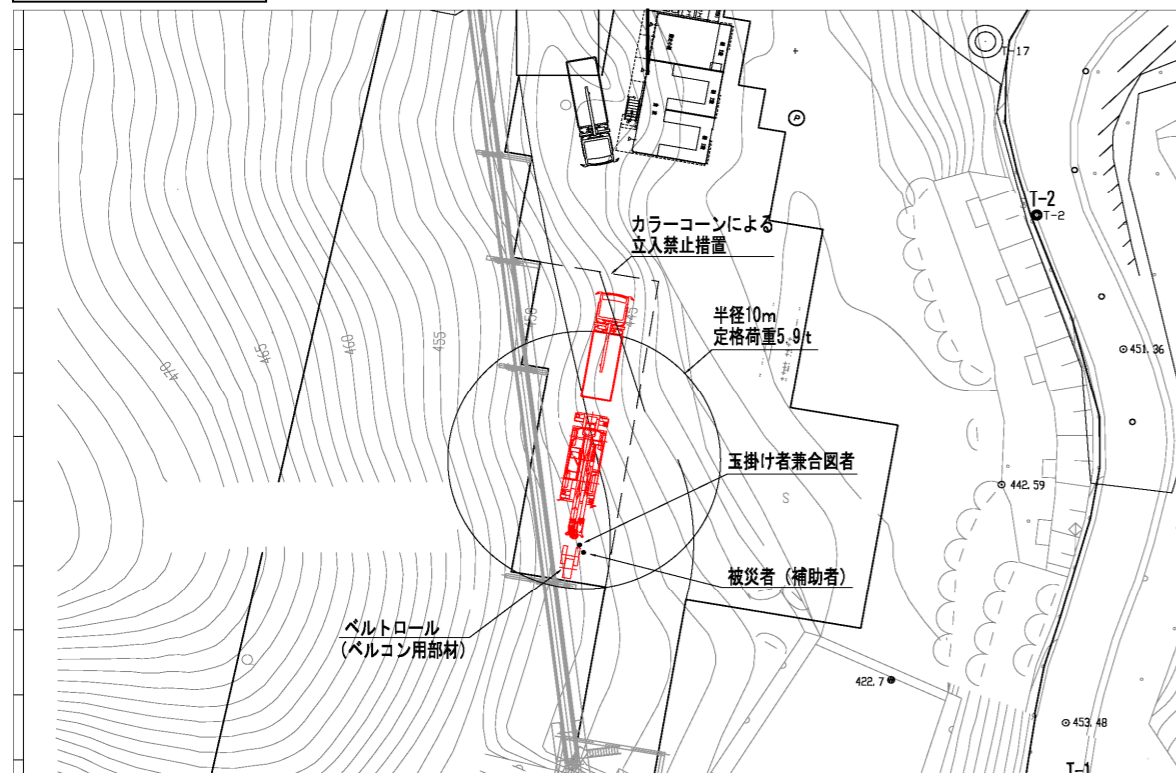 T-17
P
T-2
T-2
カラーコーンによる
立入禁止措置
半径10m
定格荷重5.9t
445
450
455
460
465
470
451.36
玉掛け者兼合図者
442.59
S
被災者（補助者）
ベルトロール
（ベルコン用部材）
422.7
453.48
T-1